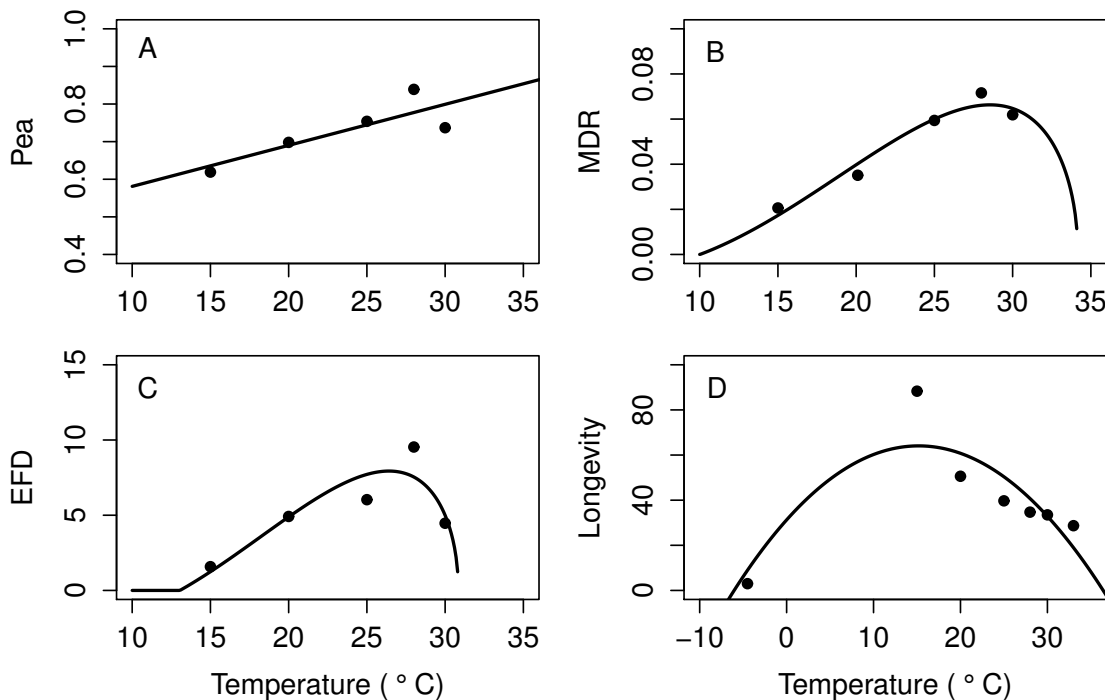 A
Pea
0.4 0.6 0.8 1.0
10 15 20 25 30 35
B
MDR
0.00 0.04 0.08
10 15 20 25 30 35
C
EFD
0 5 10 15
10 15 20 25 30 35
Temperature ( ° C)
D
Longevity
0 40 80
−10 0 10 20 30
Temperature ( ° C)